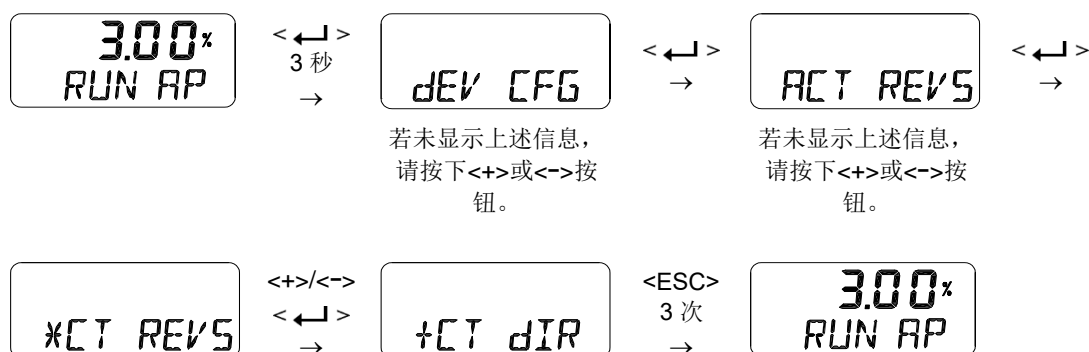 3.00%
RUN AP
<↵>
3 秒
→
dEV CFG
若未显示上述信息，
请按下<+>或<->按
钮。
<↵>
→
ACT REVS
若未显示上述信息，
请按下<+>或<->按
钮。
<↵>
→
*CT REVS
<+>/<->
<↵>
→
+CT dIR
<ESC>
3 次
→
3.00%
RUN AP